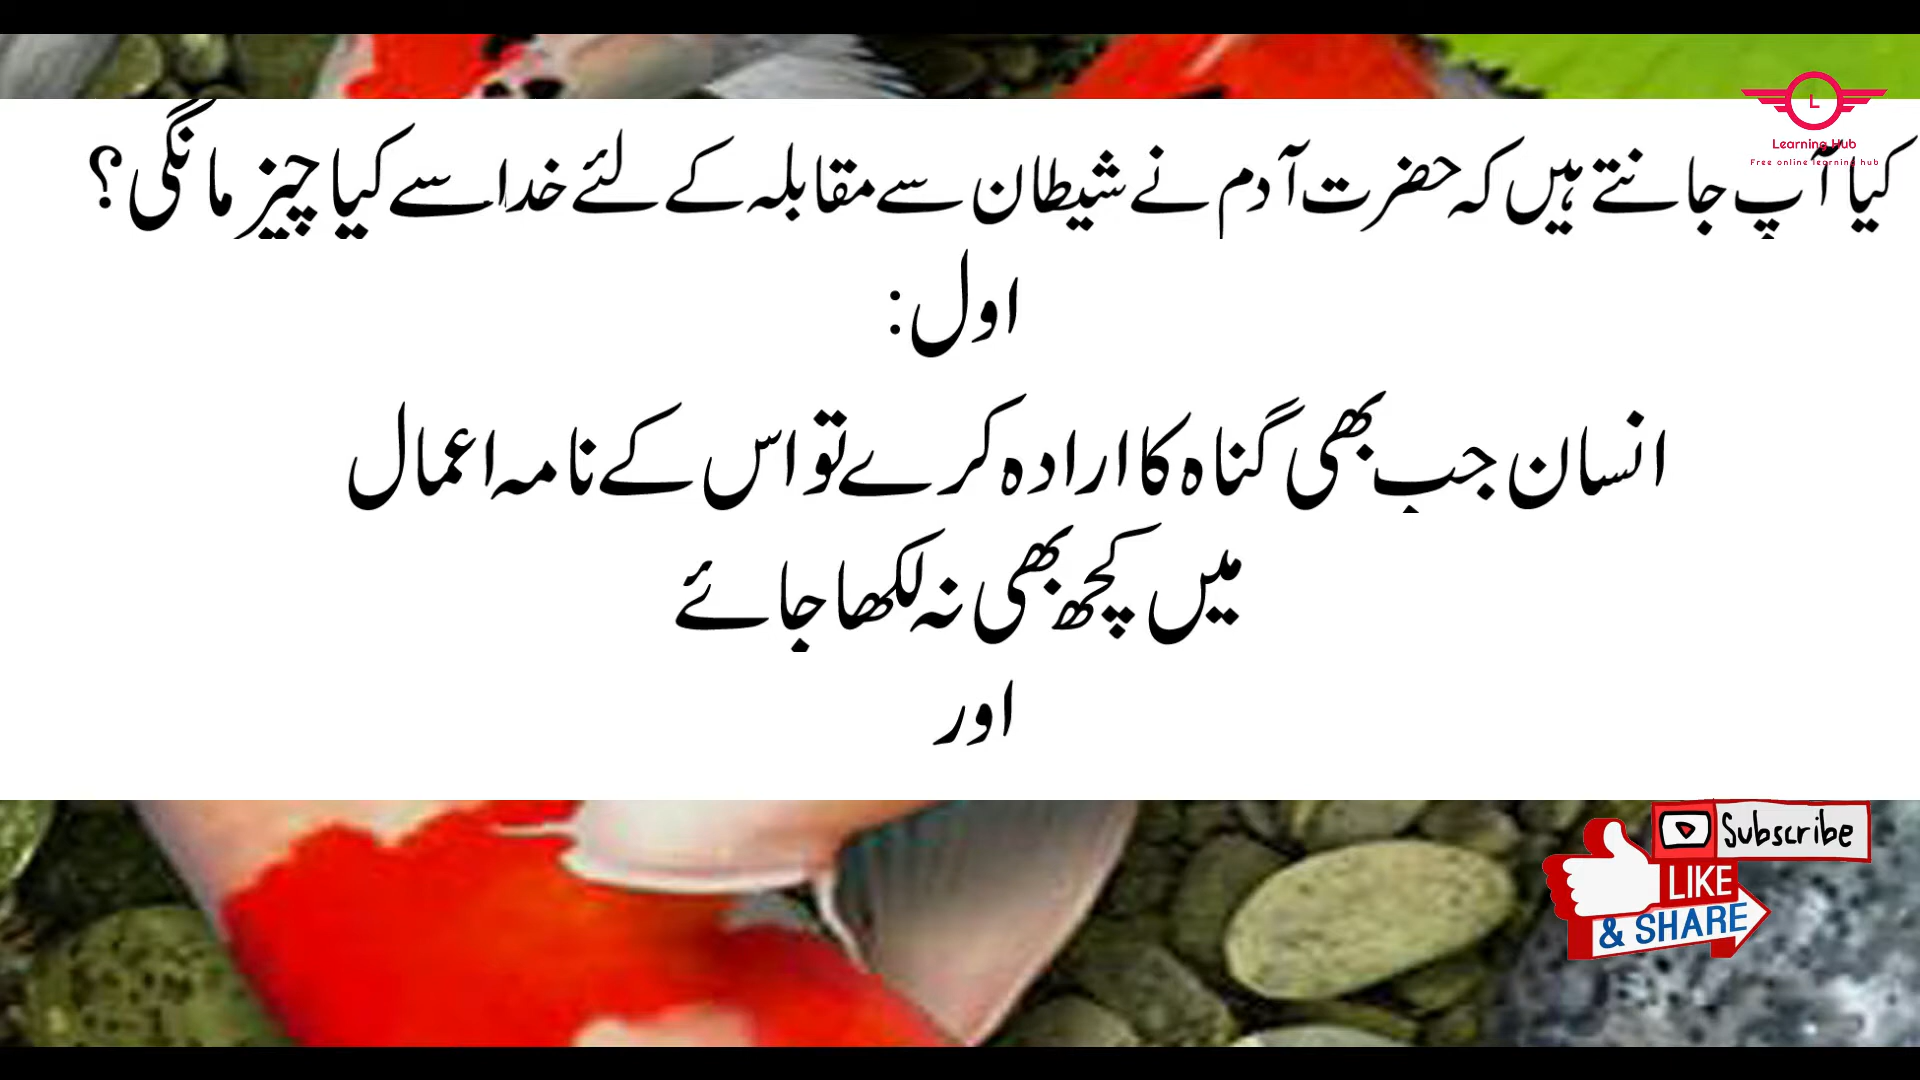 کیا آپ جانتے ہیں کہ حضرت آدم نے شیطان سے مقابلہ کے لئے خدا سے کیا چیز مانگی؟
اول:
انسان جب بھی گناہ کا ارادہ کرے تو اس کے نامہ اعمال
میں کچھ بھی نہ لکھا جائے
اور
L
Learning Hub
Free online learning hub
Subscribe
LIKE
& SHARE